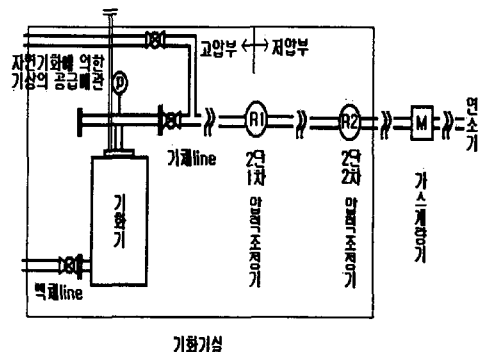 자연기화에 의한
기상의 공급배관
P
고압부
저압부
R1
R2
M
연소기
기체line
2단 1차 압력조정기
2단 2차 압력조정기
가스계량기
기화기
액체line
기화기실